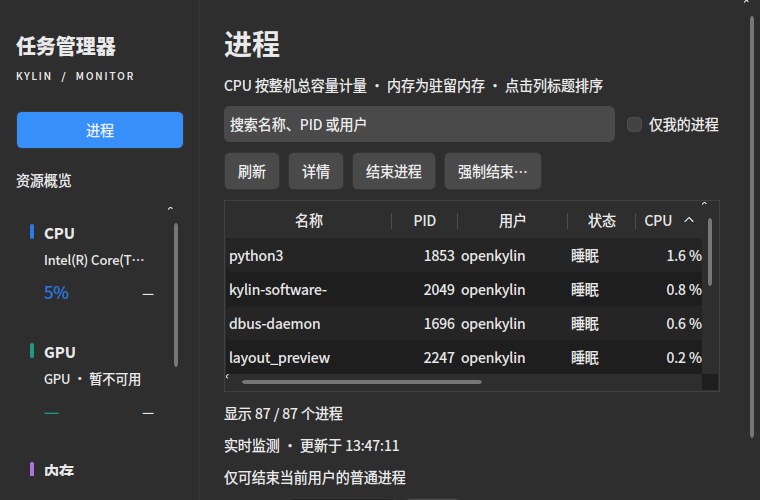 任务管理器
KYLIN / MONITOR
进程
资源概览
CPU
Intel(R) Core(T…
5% —
GPU
GPU · 暂不可用
— —
内存
进程
CPU 按整机总容量计量 · 内存为驻留内存 · 点击列标题排序
搜索名称、PID 或用户 仅我的进程
刷新 详情 结束进程 强制结束…
名称 PID 用户 状态 CPU
python3 1853 openkylin 睡眠 1.6 %
kylin-software- 2049 openkylin 睡眠 0.8 %
dbus-daemon 1696 openkylin 睡眠 0.6 %
layout_preview 2247 openkylin 睡眠 0.2 %
显示 87 / 87 个进程
实时监测 · 更新于 13:47:11
仅可结束当前用户的普通进程